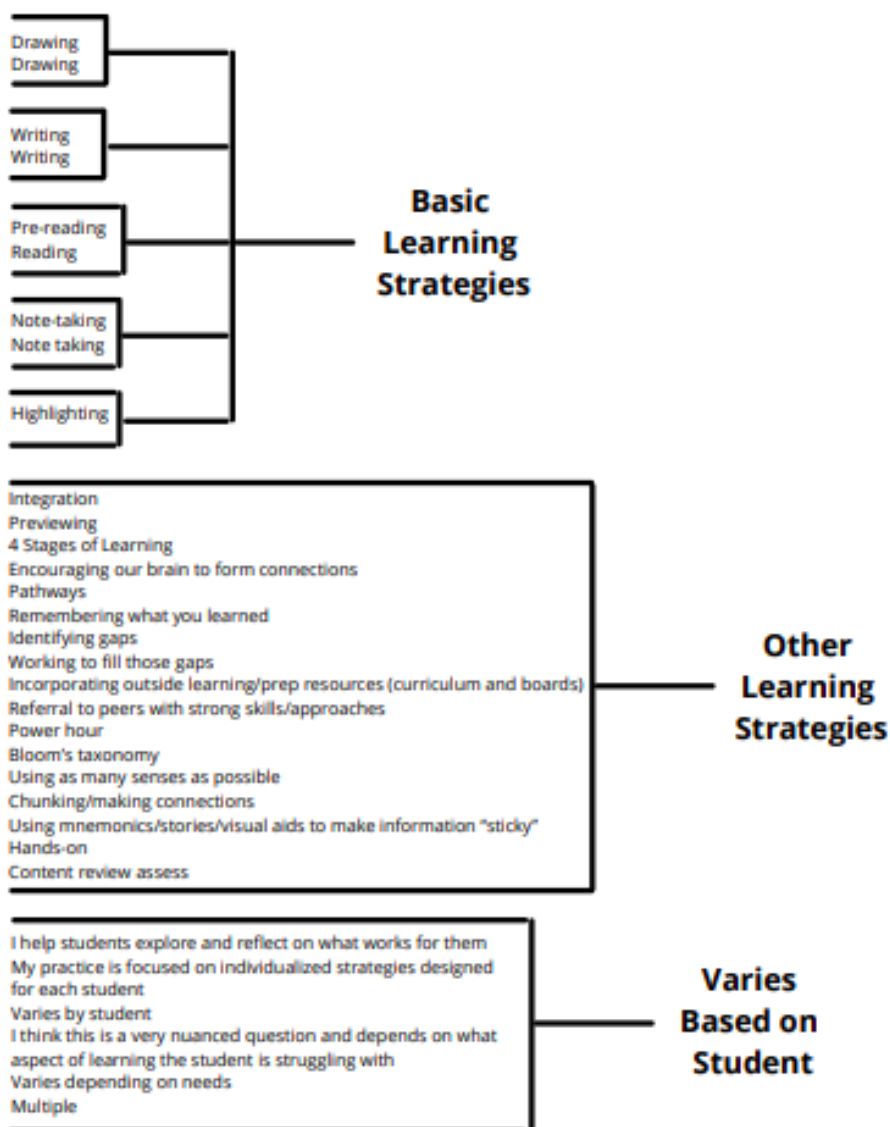 Drawing
Drawing
Writing
Writing
Pre-reading
Reading
Note-taking
Note taking
Highlighting
Basic
Learning
Strategies
Integration
Previewing
4 Stages of Learning
Encouraging our brain to form connections
Pathways
Remembering what you learned
Identifying gaps
Working to fill those gaps
Incorporating outside learning/prep resources (curriculum and boards)
Referral to peers with strong skills/approaches
Power hour
Bloom's taxonomy
Using as many senses as possible
Chunking/making connections
Using mnemonics/stories/visual aids to make information “sticky”
Hands-on
Content review assess
Other
Learning
Strategies
I help students explore and reflect on what works for them
My practice is focused on individualized strategies designed
for each student
Varies by student
I think this is a very nuanced question and depends on what
aspect of learning the student is struggling with
Varies depending on needs
Multiple
Varies
Based on
Student